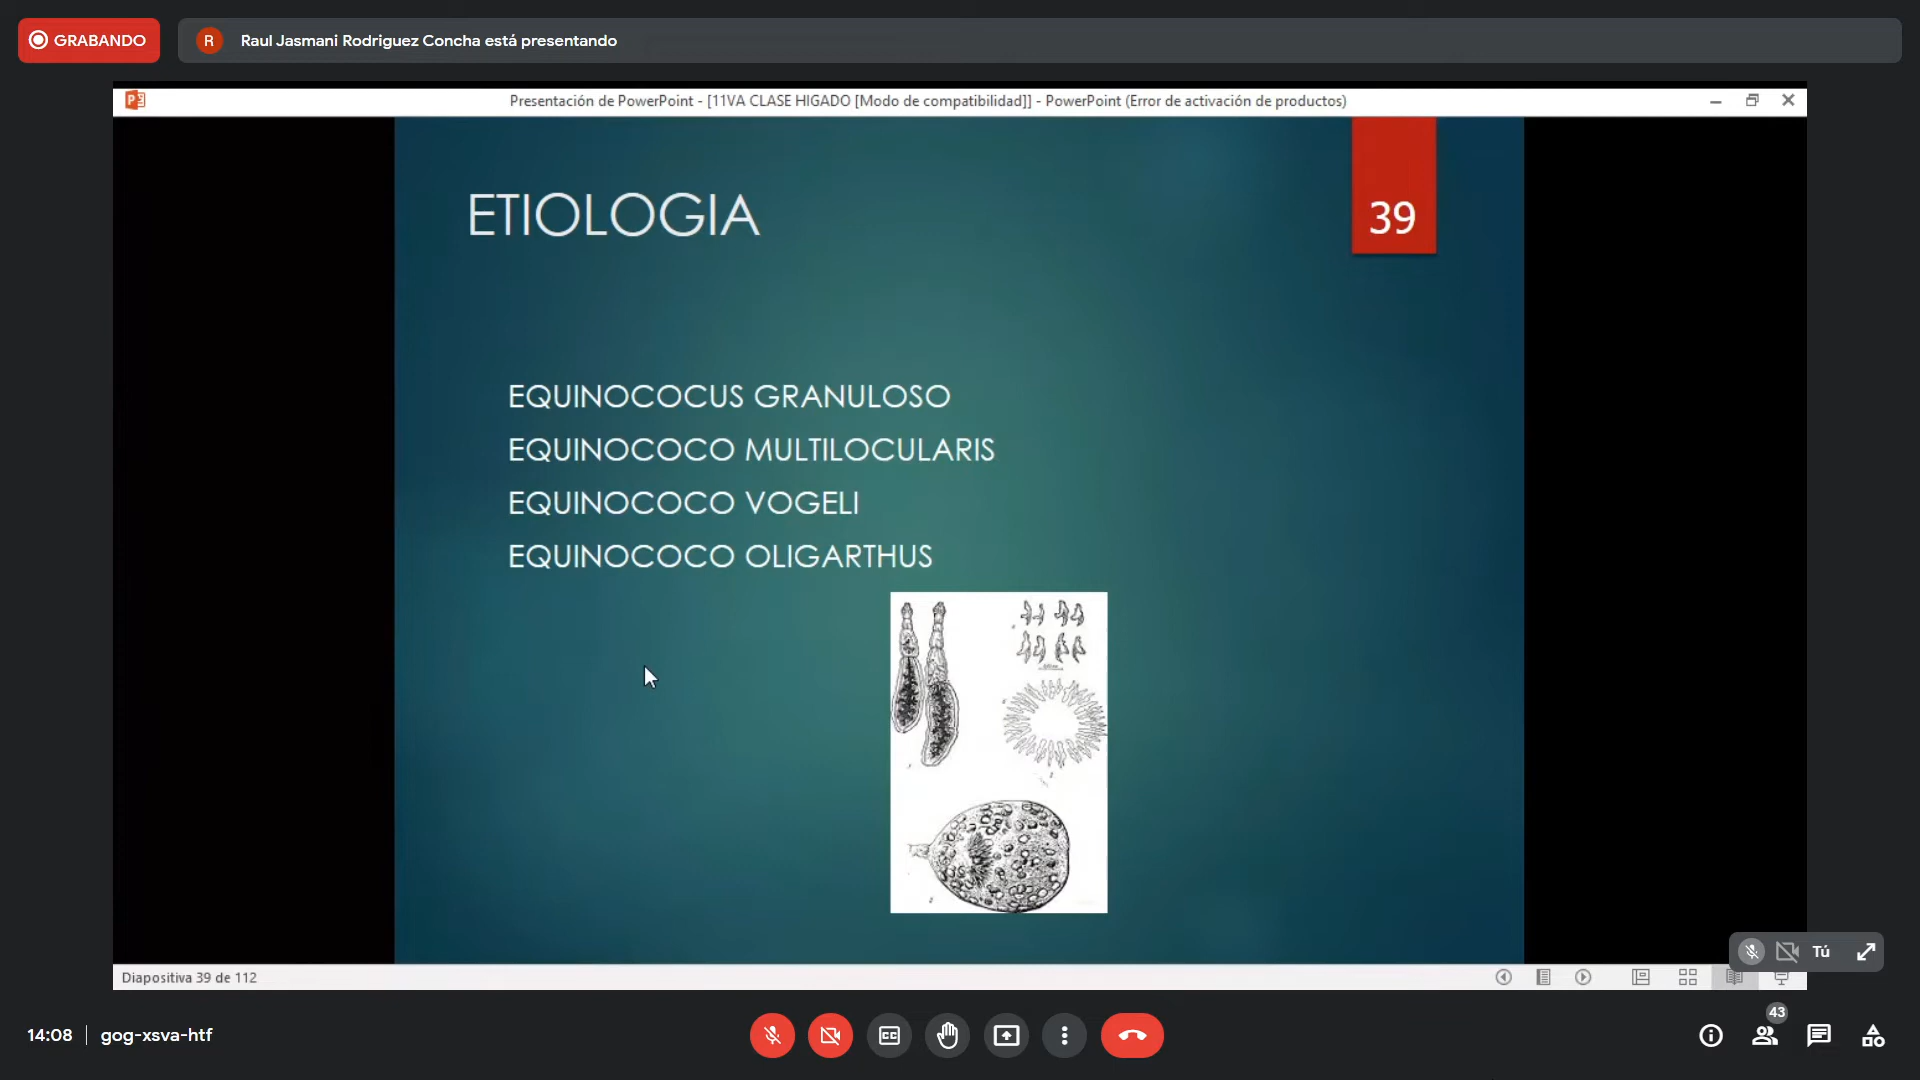 GRABANDO
R
Raul Jasmani Rodriguez Concha está presentando
Presentación de PowerPoint - [11VA CLASE HIGADO [Modo de compatibilidad]] - PowerPoint (Error de activación de productos)
ETIOLOGIA
39
EQUINOCOCUS GRANULOSO
EQUINOCOCO MULTILOCULARIS
EQUINOCOCO VOGELI
EQUINOCOCO OLIGARTHUS
Tú
Diapositiva 39 de 112
14:08 gog-xsva-htf
CC
43